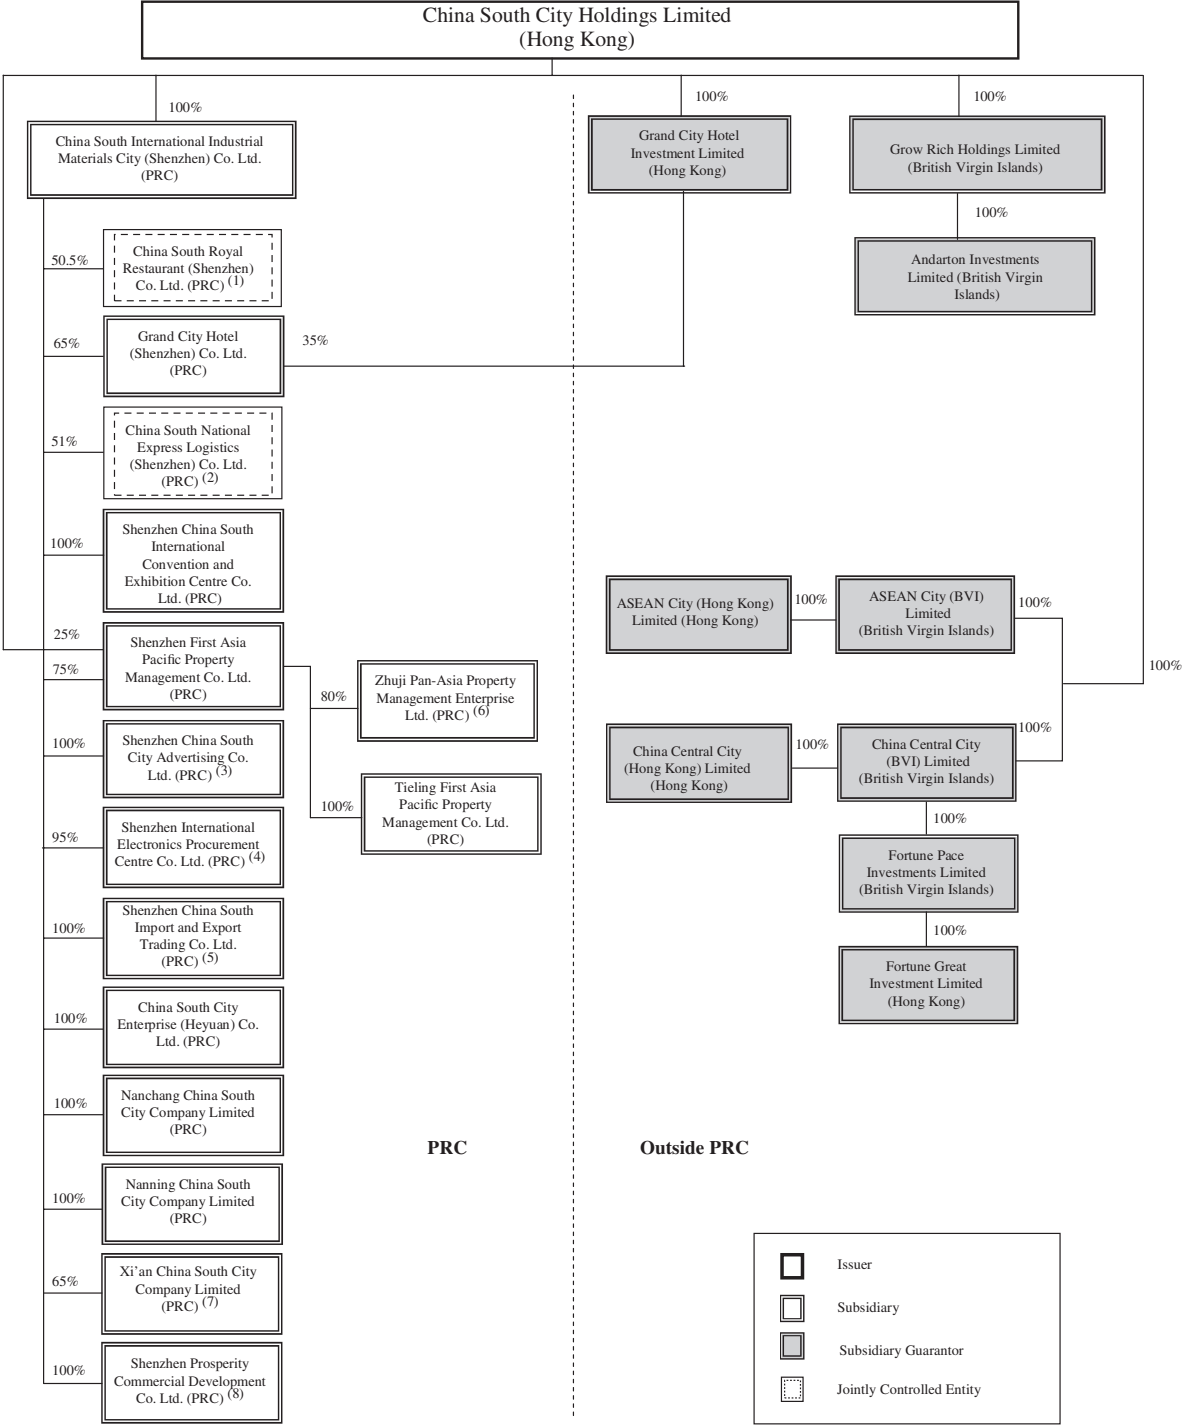 China South City Holdings Limited
(Hong Kong)
100%
100%
100%
China South International Industrial
Materials City (Shenzhen) Co. Ltd.
(PRC)
Grand City Hotel
Investment Limited
(Hong Kong)
Grow Rich Holdings Limited
(British Virgin Islands)
100%
Andarton Investments
Limited (British Virgin
Islands)
50.5%
China South Royal
Restaurant (Shenzhen)
Co. Ltd. (PRC) (1)
65%
Grand City Hotel
(Shenzhen) Co. Ltd.
(PRC)
35%
51%
China South National
Express Logistics
(Shenzhen) Co. Ltd.
(PRC) (2)
100%
Shenzhen China South
International
Convention and
Exhibition Centre Co.
Ltd. (PRC)
25%
75%
Shenzhen First Asia
Pacific Property
Management Co. Ltd.
(PRC)
80%
Zhuji Pan-Asia Property
Management Enterprise
Ltd. (PRC) (6)
100%
Tieling First Asia
Pacific Property
Management Co. Ltd.
(PRC)
100%
Shenzhen China South
City Advertising Co.
Ltd. (PRC) (3)
95%
Shenzhen International
Electronics Procurement
Centre Co. Ltd. (PRC) (4)
100%
Shenzhen China South
Import and Export
Trading Co. Ltd.
(PRC) (5)
100%
China South City
Enterprise (Heyuan) Co.
Ltd. (PRC)
100%
Nanchang China South
City Company Limited
(PRC)
100%
Nanning China South
City Company Limited
(PRC)
65%
Xi'an China South City
Company Limited
(PRC) (7)
100%
Shenzhen Prosperity
Commercial Development
Co. Ltd. (PRC) (8)
ASEAN City (Hong Kong)
Limited (Hong Kong)
100%
ASEAN City (BVI)
Limited
(British Virgin Islands)
100%
100%
China Central City
(Hong Kong) Limited
(Hong Kong)
100%
China Central City
(BVI) Limited
(British Virgin Islands)
100%
100%
Fortune Pace
Investments Limited
(British Virgin Islands)
100%
Fortune Great
Investment Limited
(Hong Kong)
PRC
Outside PRC
Issuer
Subsidiary
Subsidiary Guarantor
Jointly Controlled Entity